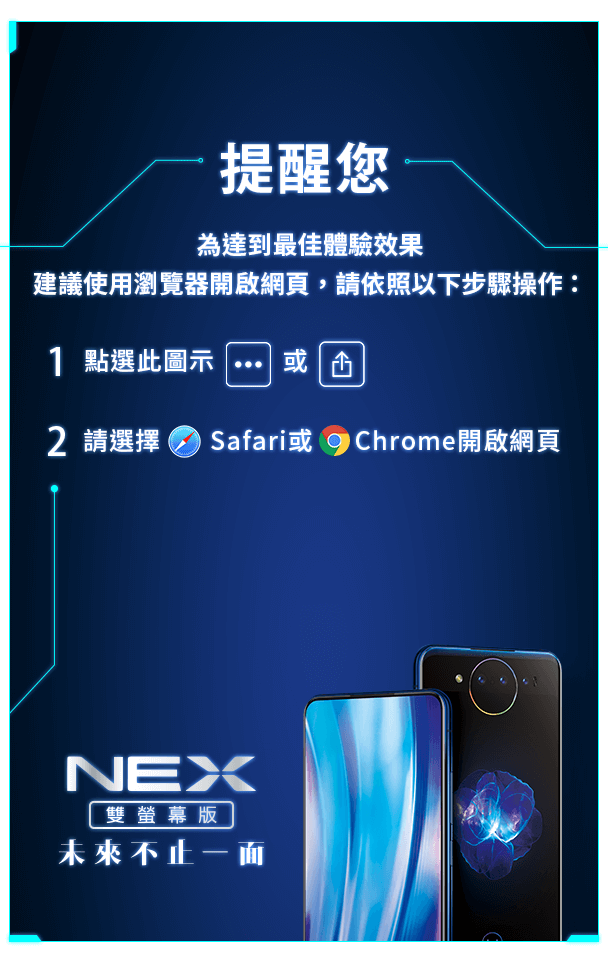 提醒您
為達到最佳體驗效果
建議使用瀏覽器開啟網頁，請依照以下步驟操作：
1 點選此圖示 ••• 或
2 請選擇 Safari或 Chrome開啟網頁
NEX
雙螢幕版
未來不止一面